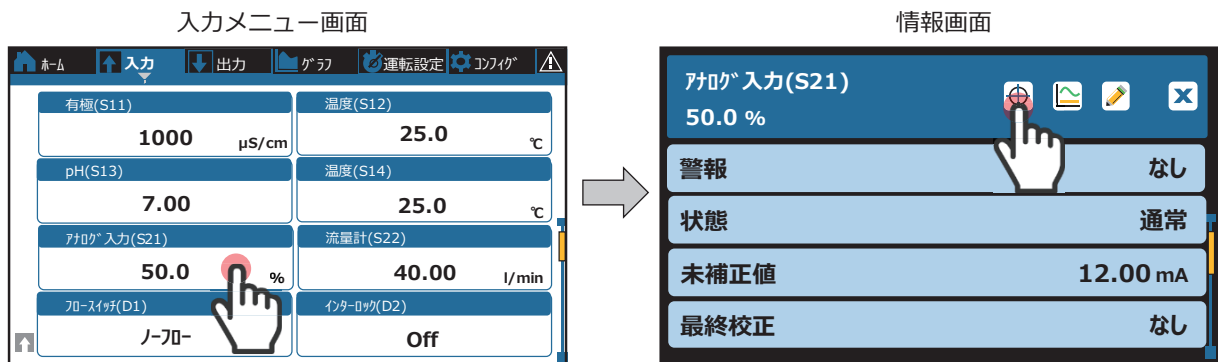 入力メニュー画面
ﾎｰﾑ 入力 出力 ｸﾞﾗﾌ 運転設定 ｺﾝﾌｨｸﾞ
有極(S11)
1000 µS/cm
温度(S12)
25.0 ℃
pH(S13)
7.00
温度(S14)
25.0 ℃
ｱﾅﾛｸﾞ入力(S21)
50.0 %
流量計(S22)
40.00 l/min
ﾌﾛｰｽｲｯﾁ(D1)
ﾉｰﾌﾛｰ
ｲﾝﾀｰﾛｯｸ(D2)
Off
情報画面
ｱﾅﾛｸﾞ入力(S21)
50.0 %
警報 なし
状態 通常
未補正値 12.00 mA
最終校正 なし